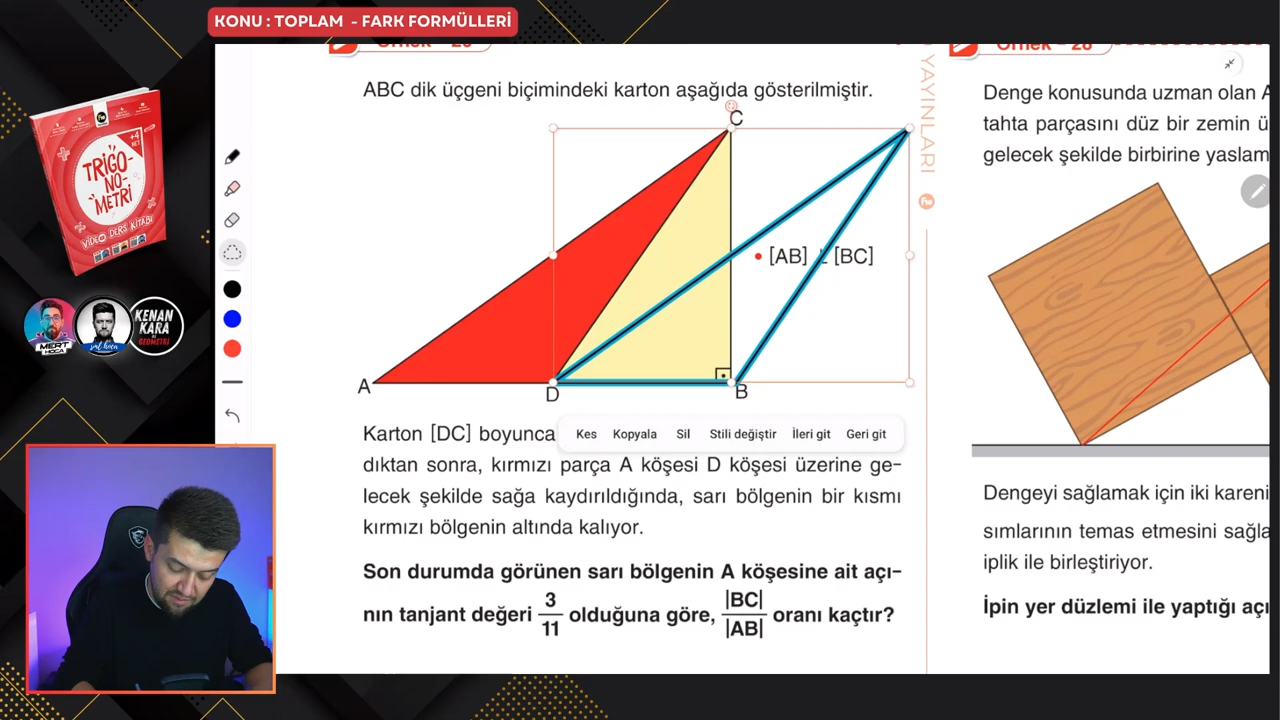 KONU : TOPLAM - FARK FORMÜLLERİ
ABC dik üçgeni biçimindeki karton aşağıda gösterilmiştir.
C
[AB] ⊥ [BC]
A
D
B
Karton [DC] boyunca
Kes Kopyala Sil Stili değiştir İleri git Geri git
dıktan sonra, kırmızı parça A köşesi D köşesi üzerine ge-
lecek şekilde sağa kaydırıldığında, sarı bölgenin bir kısmı
kırmızı bölgenin altında kalıyor.
Son durumda görünen sarı bölgenin A köşesine ait açı-
nın tanjant değeri 3/11 olduğuna göre, |BC|/|AB| oranı kaçtır?
YAYINLARI
Denge konusunda uzman olan A
tahta parçasını düz bir zemin ü
gelecek şekilde birbirine yaslam
Dengeyi sağlamak için iki kareni
sımlarının temas etmesini sağla
iplik ile birleştiriyor.
İpin yer düzlemi ile yaptığı açı
+4 NET
TRİGO-
NO-
METRİ
VİDEO DERS KİTABI
MERT HOCA
KENAN
KARA
GEOMETRİ